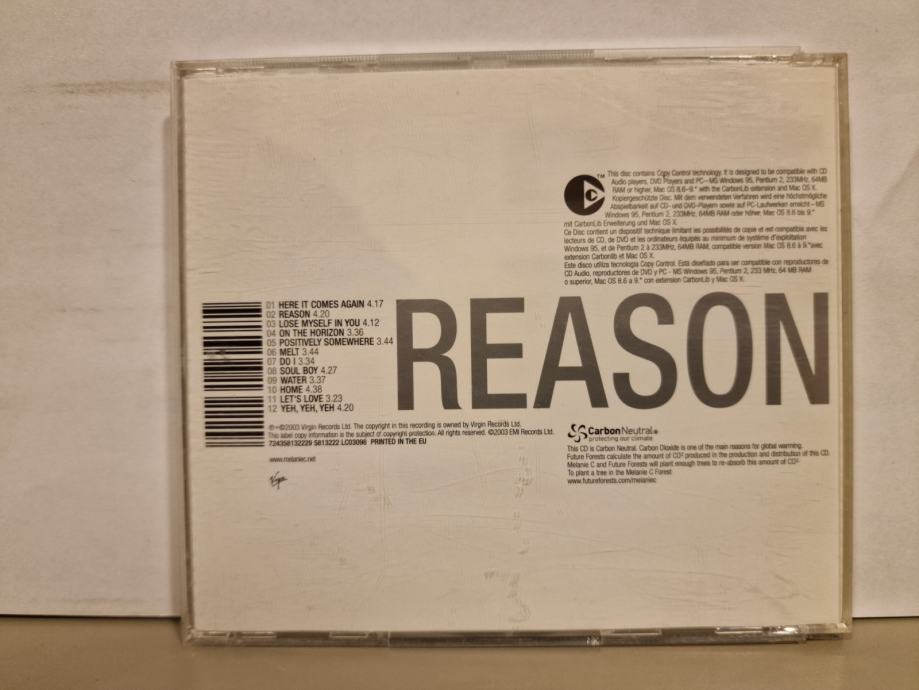 TM This disc contains Copy Control technology. It is designed to be compatible with CD
Audio players, DVD Players and PC - MS Windows 95, Pentium 2, 233MHz, 64MB
RAM or higher, Mac OS 8.6-9.* with the CarbonLib extension and Mac OS X.
Kopiergeschützte Disc. Mit dem verwendeten Verfahren wird eine höchstmögliche
Abspielbarkeit auf CD- und DVD-Playern sowie auf PC-Laufwerken erreicht - MS
Windows 95, Pentium 2, 233MHz, 64MB RAM oder höher, Mac OS 8.6 bis 9.*
mit CarbonLib Erweiterung und Mac OS X.
Ce Disc contient un dispositif technique limitant les possibilités de copie et est compatible avec les
lecteurs de CD, de DVD et les ordinateurs équipés au minimum de système d'exploitation
Windows 95, et de Pentium 2 à 233MHz, 64MB RAM, compatible version Mac OS 8.6 à 9.*avec
extension Carbonlib et Mac OS X.
Este disco utiliza tecnología Copy Control. Está diseñado para ser compatible con reproductores de
CD Audio, reproductores de DVD y PC - MS Windows 95, Pentium 2, 233 MHz, 64 MB RAM
o superior, Mac OS 8.6 a 9.* con extensión CarbonLib y Mac OS X.
01 HERE IT COMES AGAIN 4.17
02 REASON 4.20
03 LOSE MYSELF IN YOU 4.12
04 ON THE HORIZON 3.36
05 POSITIVELY SOMEWHERE 3.44
06 MELT 3.44
07 DO I 3.34
08 SOUL BOY 4.27
09 WATER 3.37
10 HOME 4.38
11 LET'S LOVE 3.23
12 YEH, YEH, YEH 4.20
REASON
℗+©2003 Virgin Records Ltd. The copyright in this recording is owned by Virgin Records Ltd.
This label copy information is the subject of copyright protection. All rights reserved. ©2003 EMI Records Ltd.
724358132229 5813222 LC03098 PRINTED IN THE EU
www.melaniec.net
Virgin
CarbonNeutral
protecting our climate
This CD is Carbon Neutral. Carbon Dioxide is one of the main reasons for global warming.
Future Forests calculate the amount of CO² produced in the production and distribution of this CD.
Melanie C and Future Forests will plant enough trees to re-absorb this amount of CO².
To plant a tree in the Melanie C Forest
www.futureforests.com/melaniec